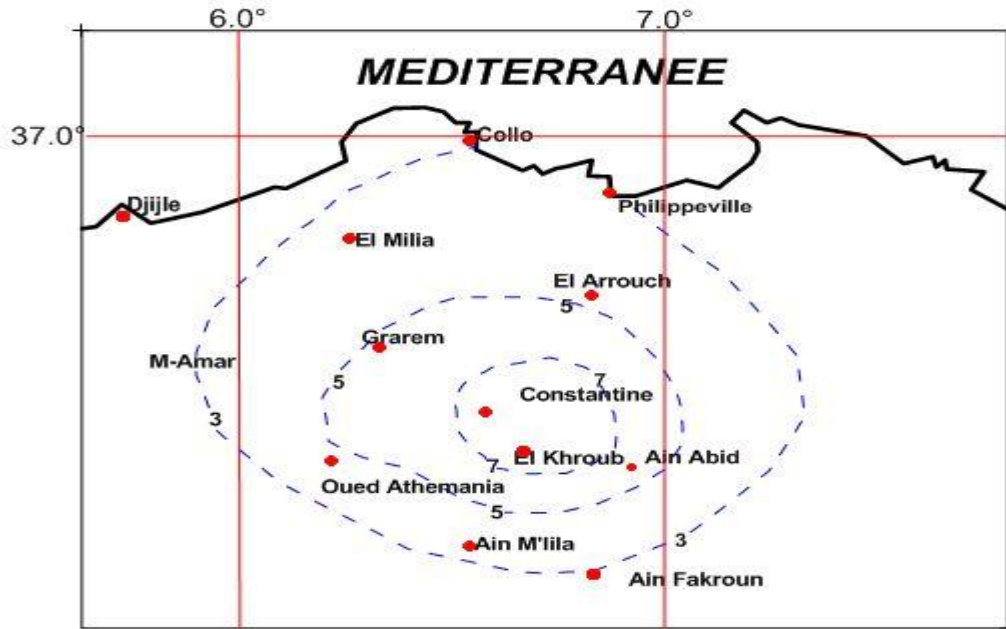 6.0° 7.0°
MEDITERRANEE
37.0° Collo
Djijle
Philippeville
El Milia
El Arrouch
5
Grarem
M-Amar
5
7
Constantine
3
El Khroub
Ain Abid
7
Oued Athemania
5
Ain M'lila
3
Ain Fakroun